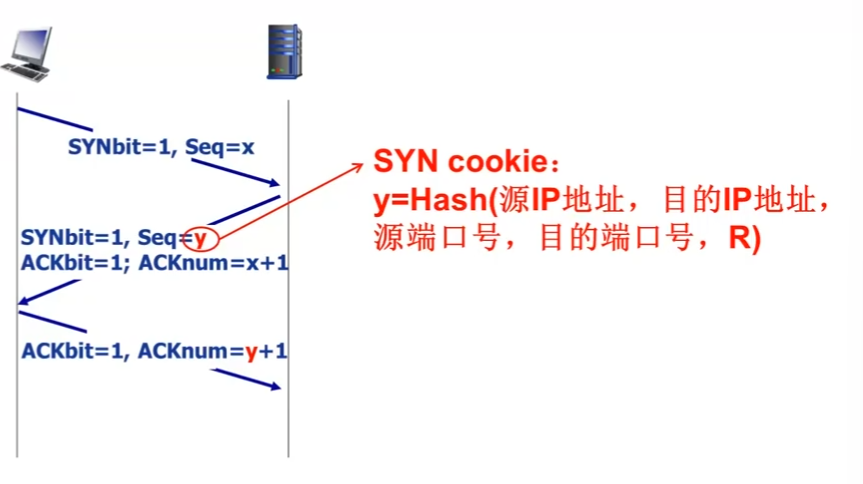 SYNbit=1, Seq=x
SYN cookie：
y=Hash(源IP地址，目的IP地址，
源端口号，目的端口号，R)
SYNbit=1, Seq=y
ACKbit=1; ACKnum=x+1
ACKbit=1, ACKnum=y+1